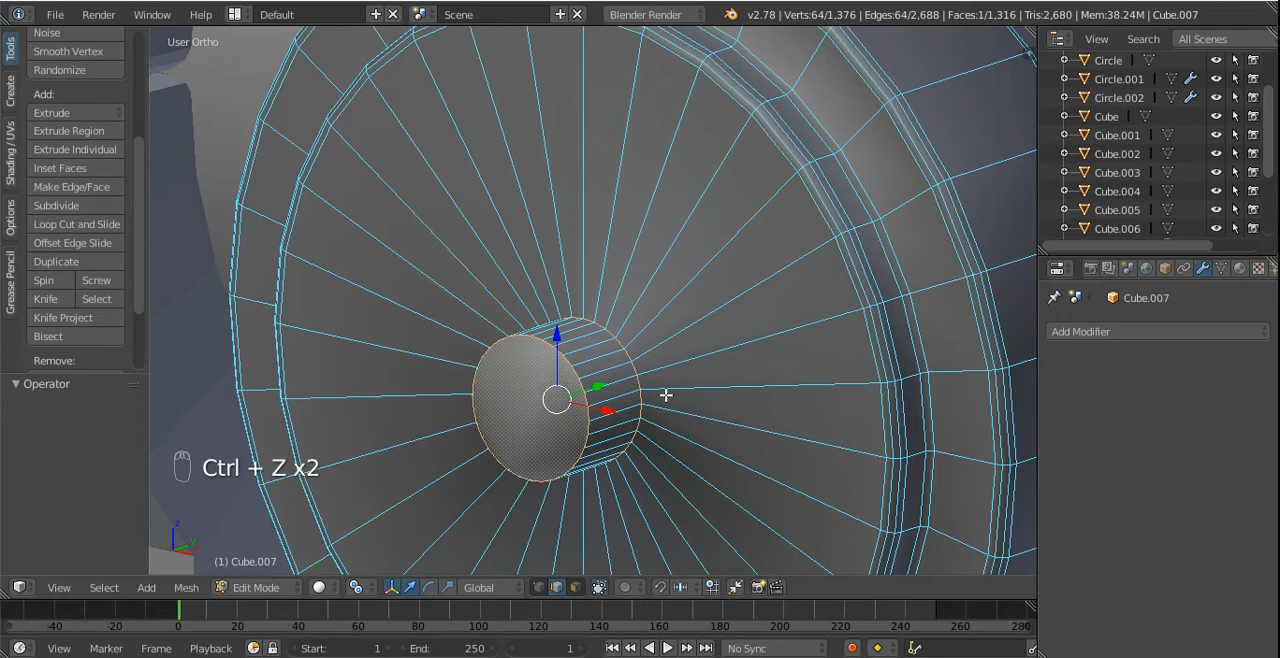 File Render Window Help Default Scene Blender Render v2.78 | Verts:64/1,376 | Edges:64/2,688 | Faces:1/1,316 | Tris:2,680 | Mem:38.24M | Cube.007
Tools
Create
Shading / UVs
Options
Grease Pencil
Noise
Smooth Vertex
Randomize
Add:
Extrude
Extrude Region
Extrude Individual
Inset Faces
Make Edge/Face
Subdivide
Loop Cut and Slide
Offset Edge Slide
Duplicate
Spin Screw
Knife Select
Knife Project
Bisect
Remove:
Operator
User Ortho
Ctrl + Z x2
z
y
(1) Cube.007
View Select Add Mesh Edit Mode Global
-40 -20 0 20 40 60 80 100 120 140 160 180 200 220 240 260 280
View Marker Frame Playback Start: 1 End: 250 1 No Sync
View Search All Scenes
Circle
Circle.001
Circle.002
Cube
Cube.001
Cube.002
Cube.003
Cube.004
Cube.005
Cube.006
Cube.007
Add Modifier